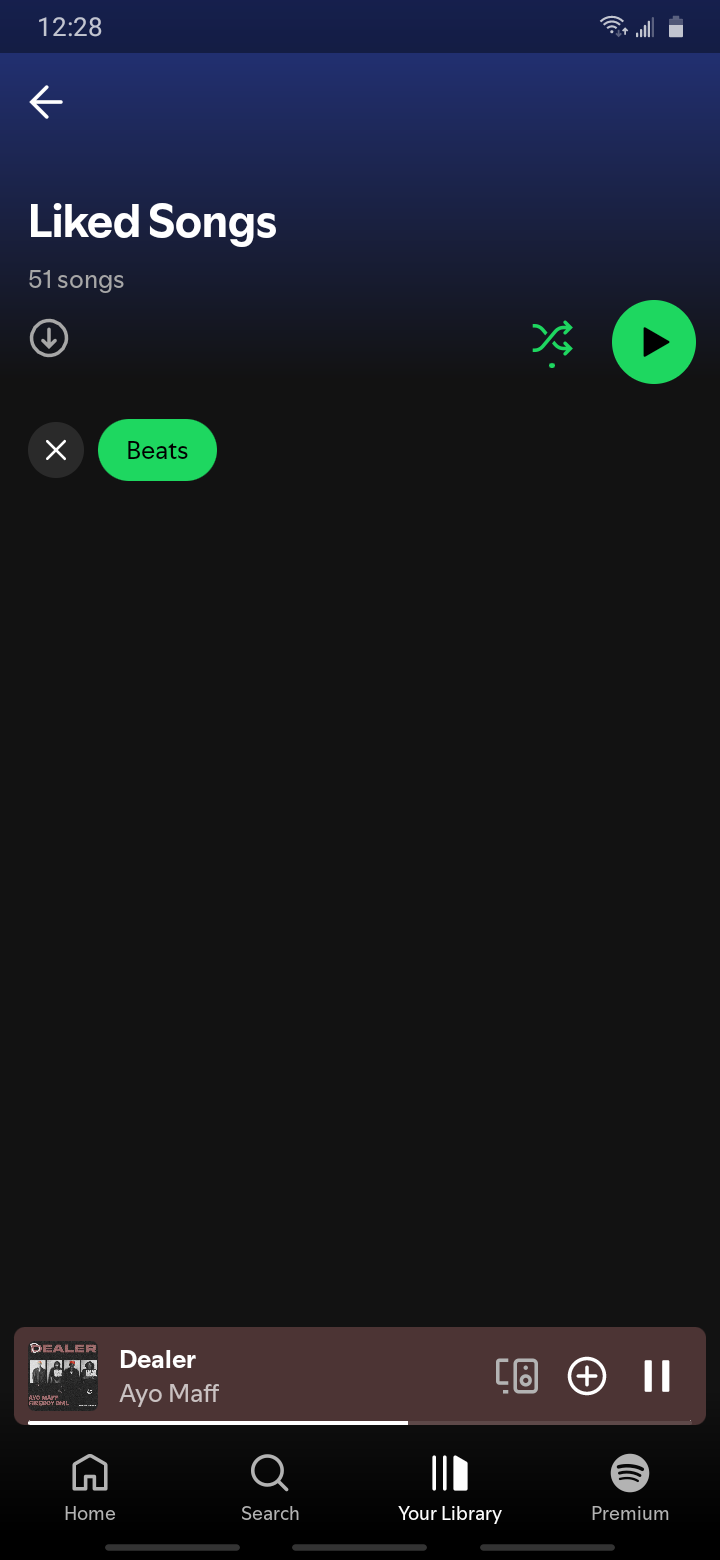 12:28
Liked Songs
51 songs
Beats
DEALER
AYO MAFF
FIREBOY DML
Dealer
Ayo Maff
Home
Search
Your Library
Premium